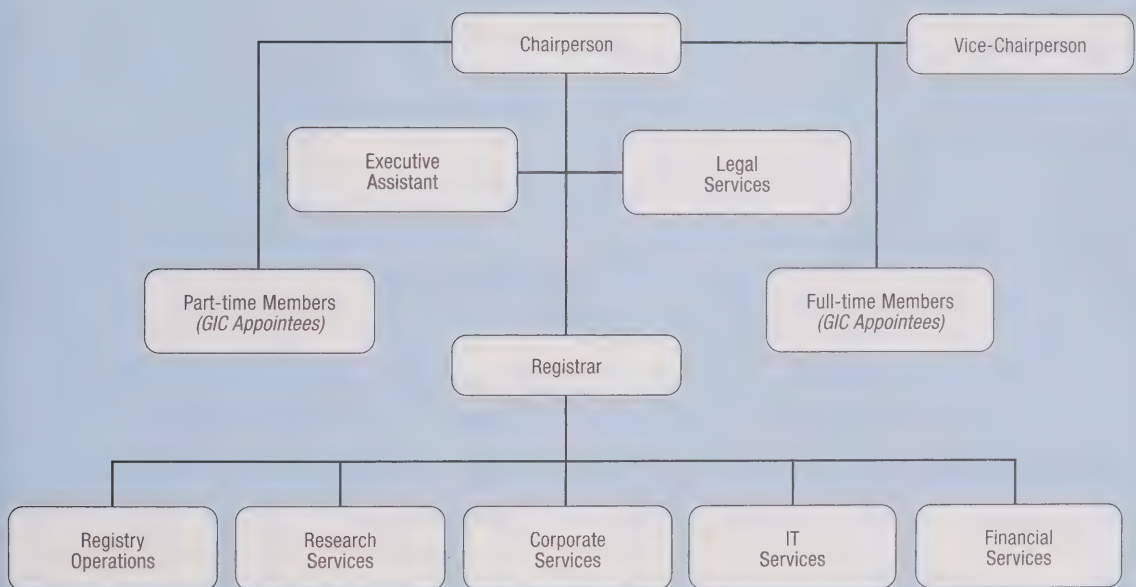 Chairperson
Vice-Chairperson
Executive
Assistant
Legal
Services
Part-time Members
(GIC Appointees)
Full-time Members
(GIC Appointees)
Registrar
Registry
Operations
Research
Services
Corporate
Services
IT
Services
Financial
Services